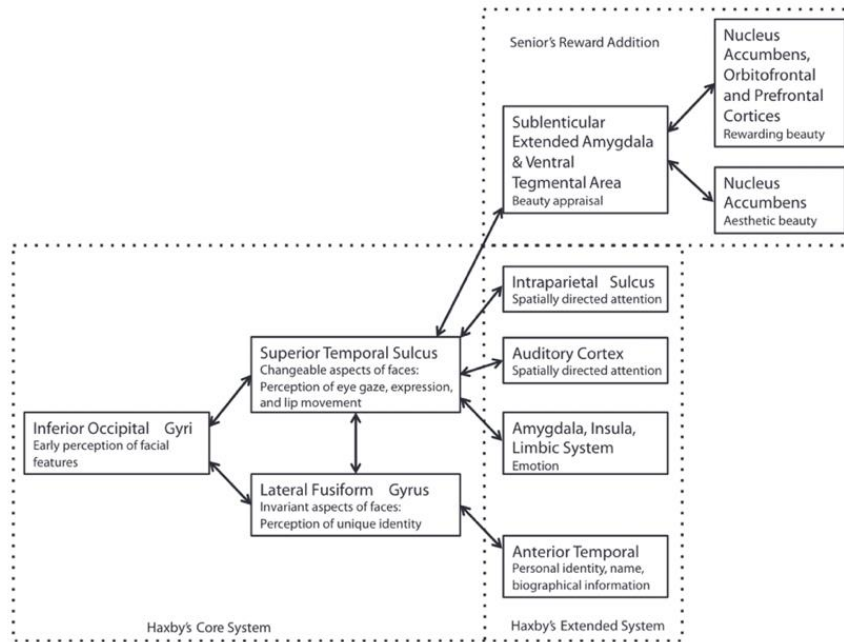 Senior's Reward Addition
Nucleus
Accumbens,
Orbitofrontal
and Prefrontal
Cortices
Rewarding beauty
Sublenticular
Extended Amygdala
& Ventral
Tegmental Area
Beauty appraisal
Nucleus
Accumbens
Aesthetic beauty
Intraparietal Sulcus
Spatially directed attention
Superior Temporal Sulcus
Changeable aspects of faces:
Perception of eye gaze, expression,
and lip movement
Auditory Cortex
Spatially directed attention
Inferior Occipital Gyri
Early perception of facial
features
Amygdala, Insula,
Limbic System
Emotion
Lateral Fusiform Gyrus
Invariant aspects of faces:
Perception of unique identity
Anterior Temporal
Personal identity, name,
biographical information
Haxby's Core System
Haxby's Extended System